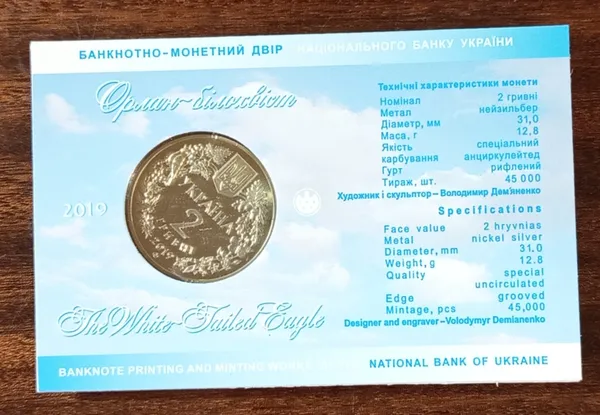 БАНКНОТНО-МОНЕТНИЙ ДВІР НАЦІОНАЛЬНОГО БАНКУ УКРАЇНИ
Орлан-білохвіст
2019
УКРАЇНА
2
ГРИВНІ
2019
The White-Tailed Eagle
Технічні характеристики монети
Номінал 2 гривні
Метал нейзильбер
Діаметр, мм 31,0
Маса, г 12,8
Якість спеціальний
карбування анциркулейтед
Гурт рифлений
Тираж, шт. 45 000
Художник і скульптор – Володимир Дем'яненко
Specifications
Face value 2 hryvnias
Metal nickel silver
Diameter, mm 31.0
Weight, g 12.8
Quality special
uncirculated
Edge grooved
Mintage, pcs 45,000
Designer and engraver –Volodymyr Demianenko
BANKNOTE PRINTING AND MINTING WORKS NATIONAL BANK OF UKRAINE